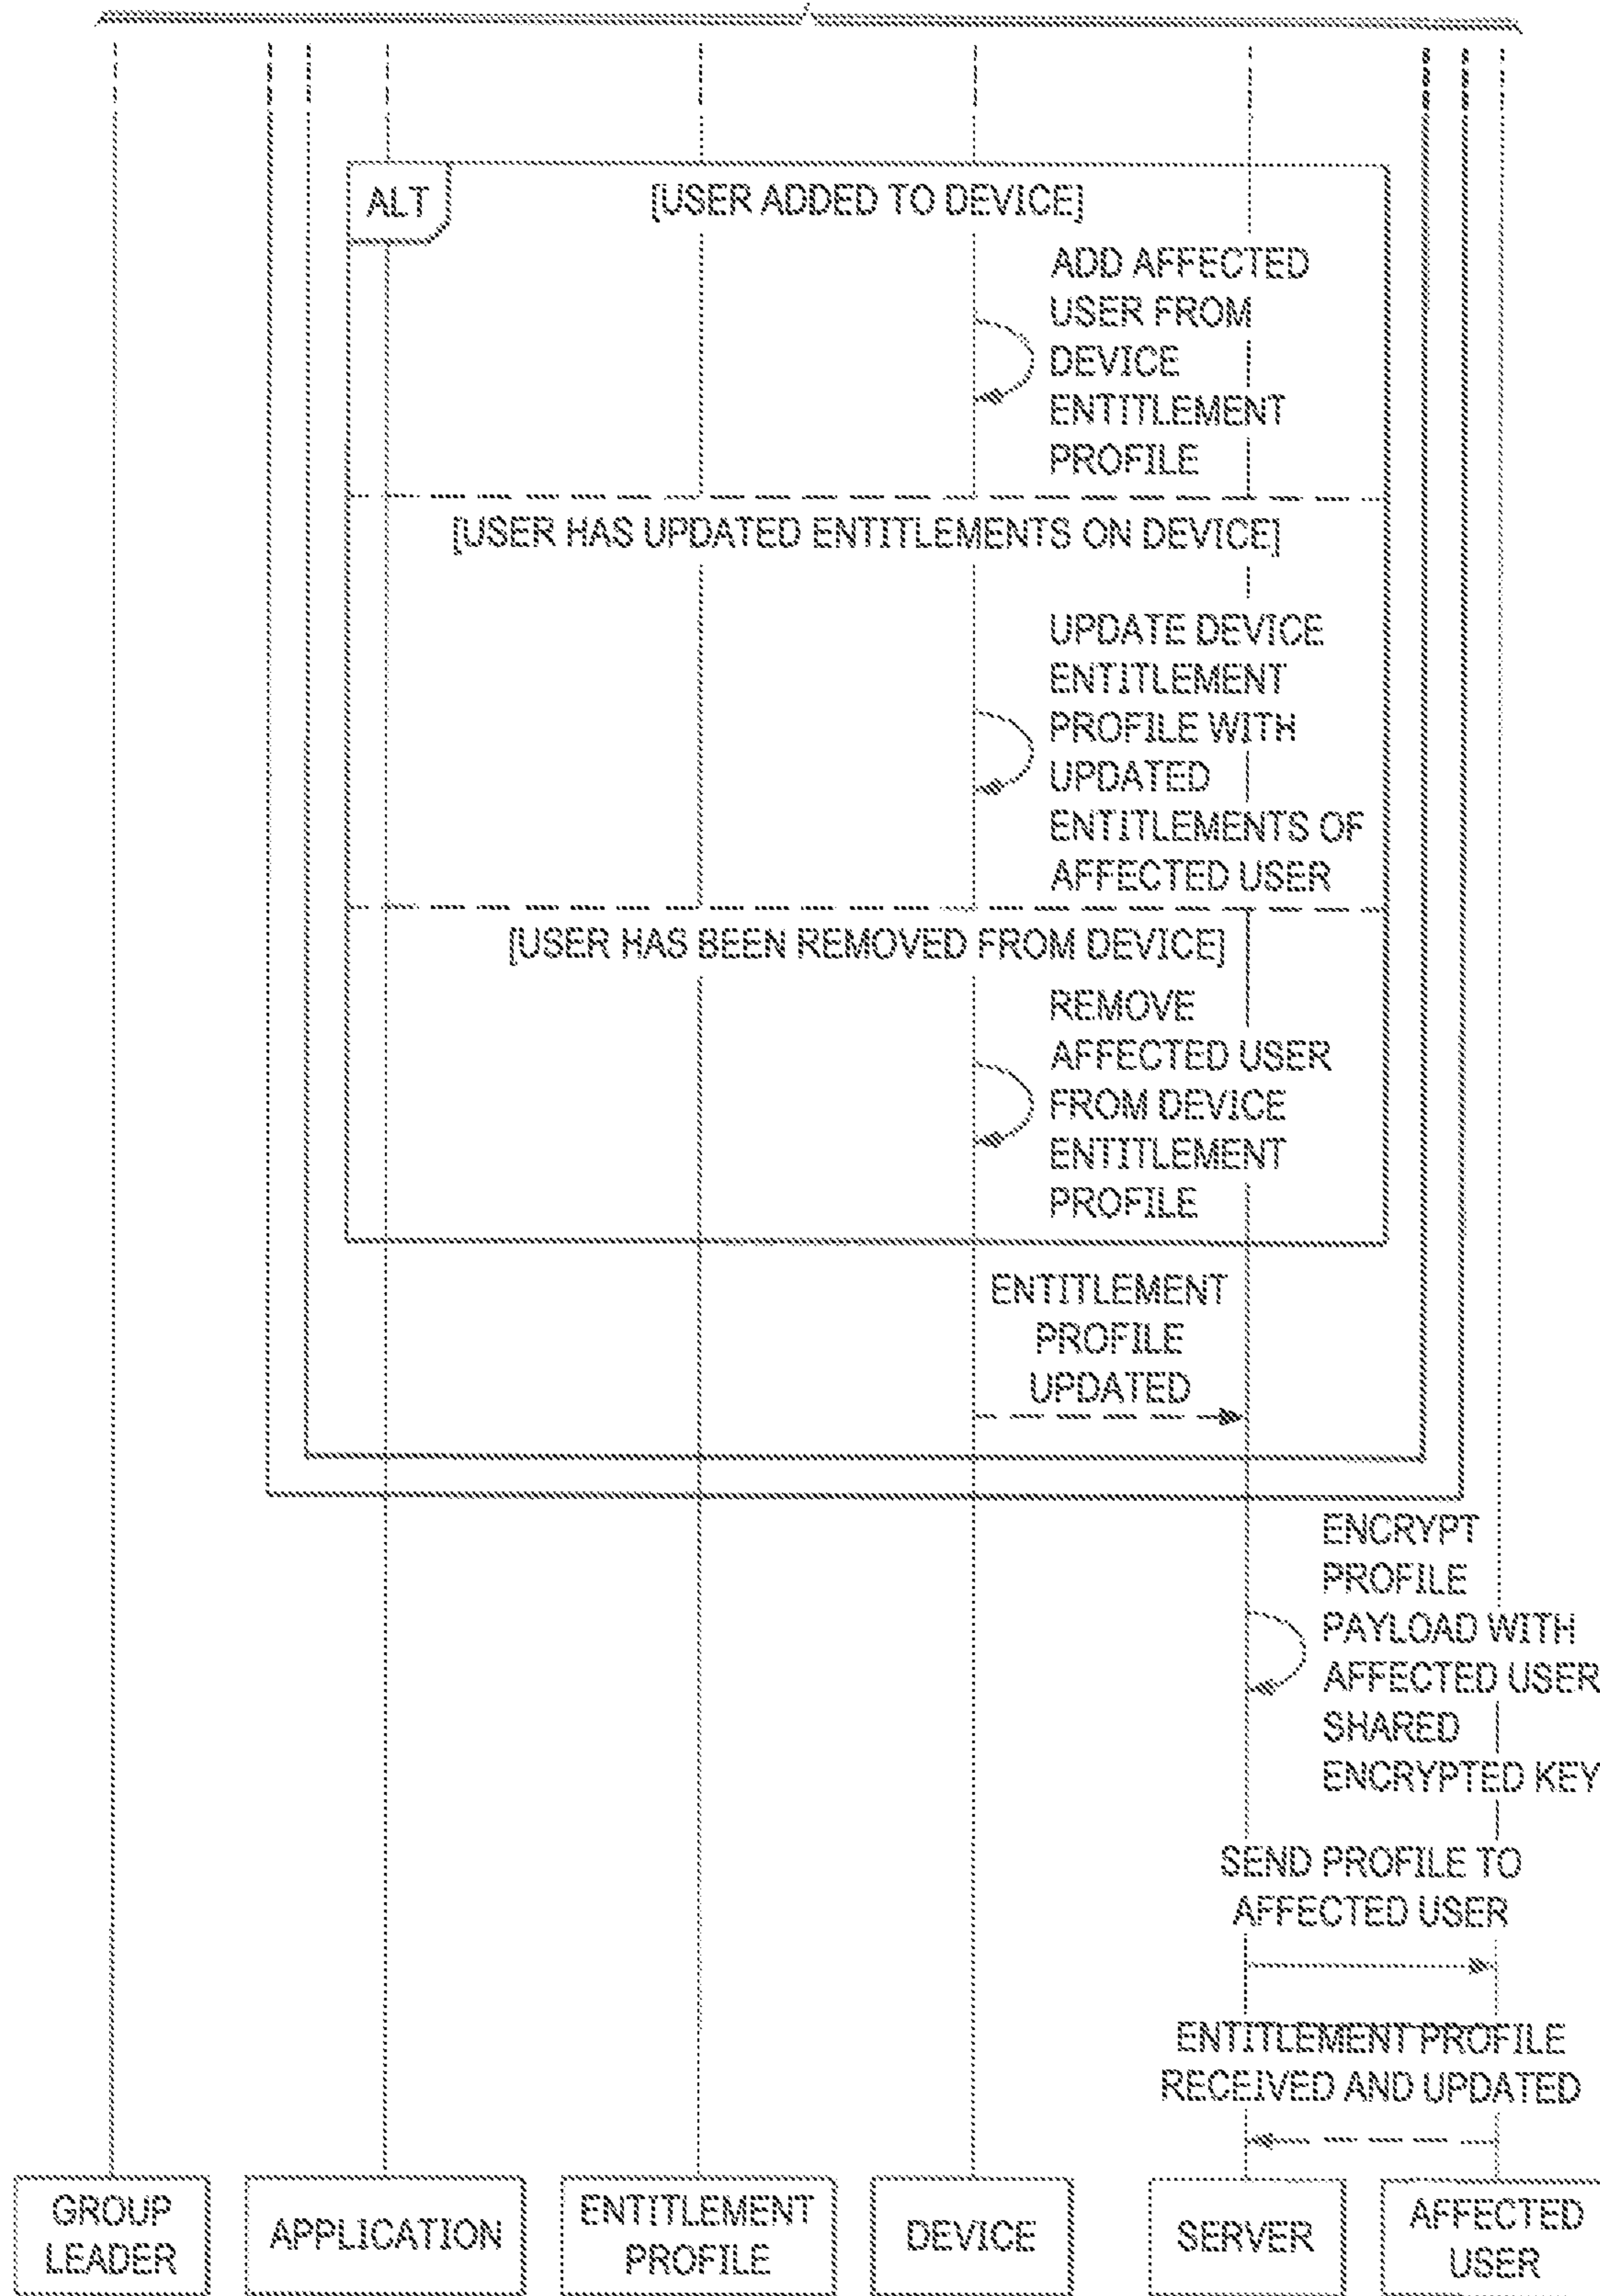 ALT
[USER ADDED TO DEVICE]
ADD AFFECTED
USER FROM
DEVICE
ENTITLEMENT
PROFILE
[USER HAS UPDATED ENTITLEMENTS ON DEVICE]
UPDATE DEVICE
ENTITLEMENT
PROFILE WITH
UPDATED
ENTITLEMENTS OF
AFFECTED USER
[USER HAS BEEN REMOVED FROM DEVICE]
REMOVE
AFFECTED USER
FROM DEVICE
ENTITLEMENT
PROFILE
ENTITLEMENT
PROFILE
UPDATED
ENCRYPT
PROFILE
PAYLOAD WITH
AFFECTED USER
SHARED
ENCRYPTED KEY
SEND PROFILE TO
AFFECTED USER
ENTITLEMENT PROFILE
RECEIVED AND UPDATED
GROUP
LEADER
APPLICATION
ENTITLEMENT
PROFILE
DEVICE
SERVER
AFFECTED
USER